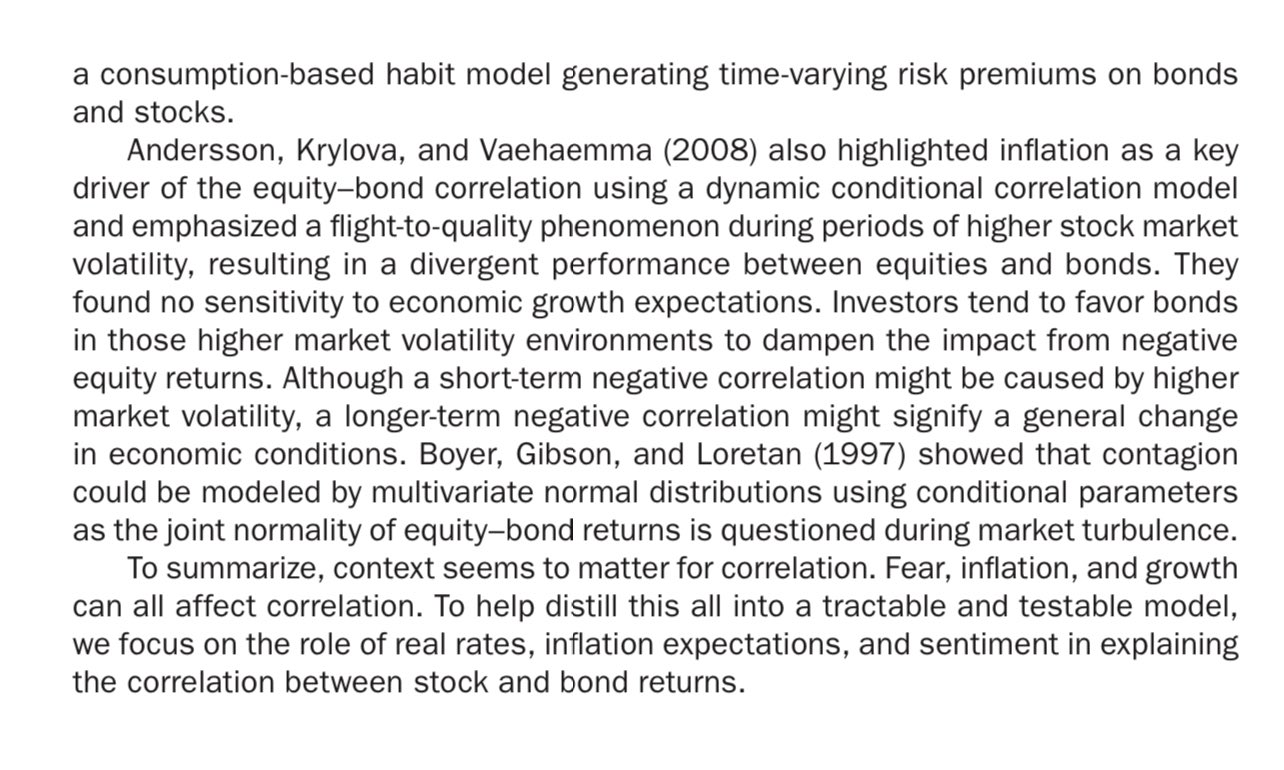 a consumption-based habit model generating time-varying risk premiums on bonds
and stocks.
Andersson, Krylova, and Vaehaemma (2008) also highlighted inflation as a key
driver of the equity–bond correlation using a dynamic conditional correlation model
and emphasized a flight-to-quality phenomenon during periods of higher stock market
volatility, resulting in a divergent performance between equities and bonds. They
found no sensitivity to economic growth expectations. Investors tend to favor bonds
in those higher market volatility environments to dampen the impact from negative
equity returns. Although a short-term negative correlation might be caused by higher
market volatility, a longer-term negative correlation might signify a general change
in economic conditions. Boyer, Gibson, and Loretan (1997) showed that contagion
could be modeled by multivariate normal distributions using conditional parameters
as the joint normality of equity–bond returns is questioned during market turbulence.
To summarize, context seems to matter for correlation. Fear, inflation, and growth
can all affect correlation. To help distill this all into a tractable and testable model,
we focus on the role of real rates, inflation expectations, and sentiment in explaining
the correlation between stock and bond returns.